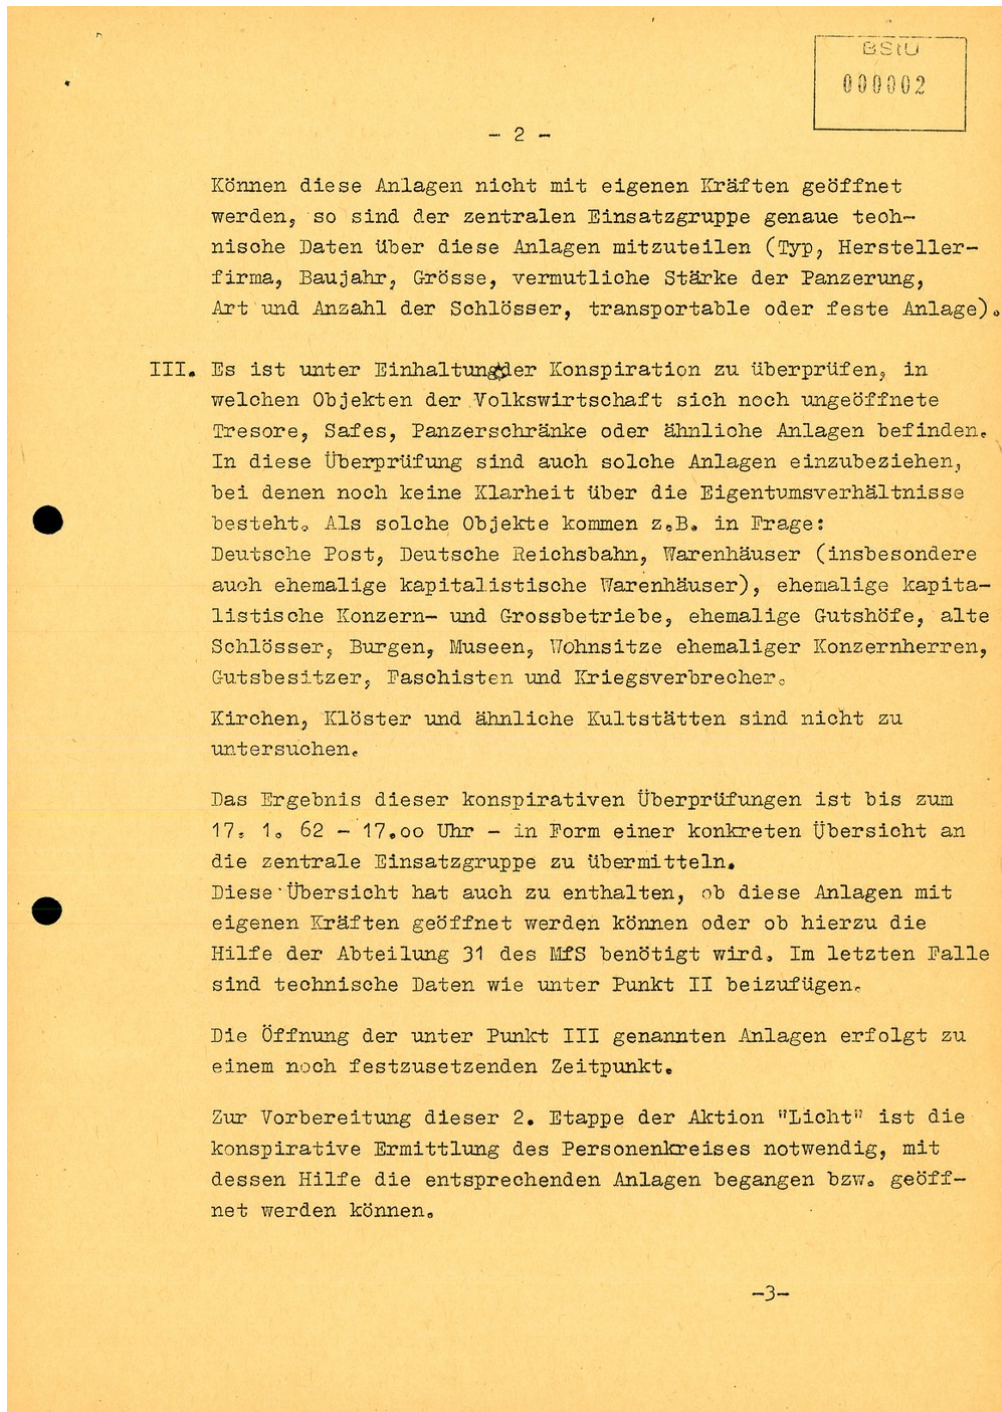 BStU
000002
- 2 -
Können diese Anlagen nicht mit eigenen Kräften geöffnet
werden, so sind der zentralen Einsatzgruppe genaue tech-
nische Daten über diese Anlagen mitzuteilen (Typ, Hersteller-
firma, Baujahr, Grösse, vermutliche Stärke der Panzerung,
Art und Anzahl der Schlösser, transportable oder feste Anlage).
III. Es ist unter Einhaltung der Konspiration zu überprüfen, in
welchen Objekten der Volkswirtschaft sich noch ungeöffnete
Tresore, Safes, Panzerschränke oder ähnliche Anlagen befinden.
In diese Überprüfung sind auch solche Anlagen einzubeziehen,
bei denen noch keine Klarheit über die Eigentumsverhältnisse
besteht. Als solche Objekte kommen z.B. in Frage:
Deutsche Post, Deutsche Reichsbahn, Warenhäuser (insbesondere
auch ehemalige kapitalistische Warenhäuser), ehemalige kapita-
listische Konzern- und Grossbetriebe, ehemalige Gutshöfe, alte
Schlösser, Burgen, Museen, Wohnsitze ehemaliger Konzernherren,
Gutsbesitzer, Faschisten und Kriegsverbrecher.
Kirchen, Klöster und ähnliche Kultstätten sind nicht zu
untersuchen.
Das Ergebnis dieser konspirativen Überprüfungen ist bis zum
17. 1. 62 - 17.oo Uhr - in Form einer konkreten Übersicht an
die zentrale Einsatzgruppe zu übermitteln.
Diese Übersicht hat auch zu enthalten, ob diese Anlagen mit
eigenen Kräften geöffnet werden können oder ob hierzu die
Hilfe der Abteilung 31 des MfS benötigt wird. Im letzten Falle
sind technische Daten wie unter Punkt II beizufügen.
Die Öffnung der unter Punkt III genannten Anlagen erfolgt zu
einem noch festzusetzenden Zeitpunkt.
Zur Vorbereitung dieser 2. Etappe der Aktion "Licht" ist die
konspirative Ermittlung des Personenkreises notwendig, mit
dessen Hilfe die entsprechenden Anlagen begangen bzw. geöff-
net werden können.
-3-